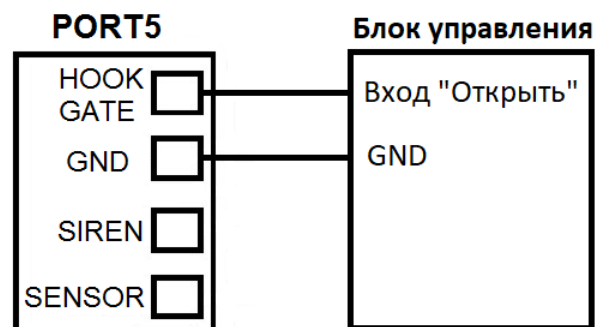 PORT5
Блок управления
HOOK
GATE
Вход "Открыть"
GND
GND
SIREN
SENSOR